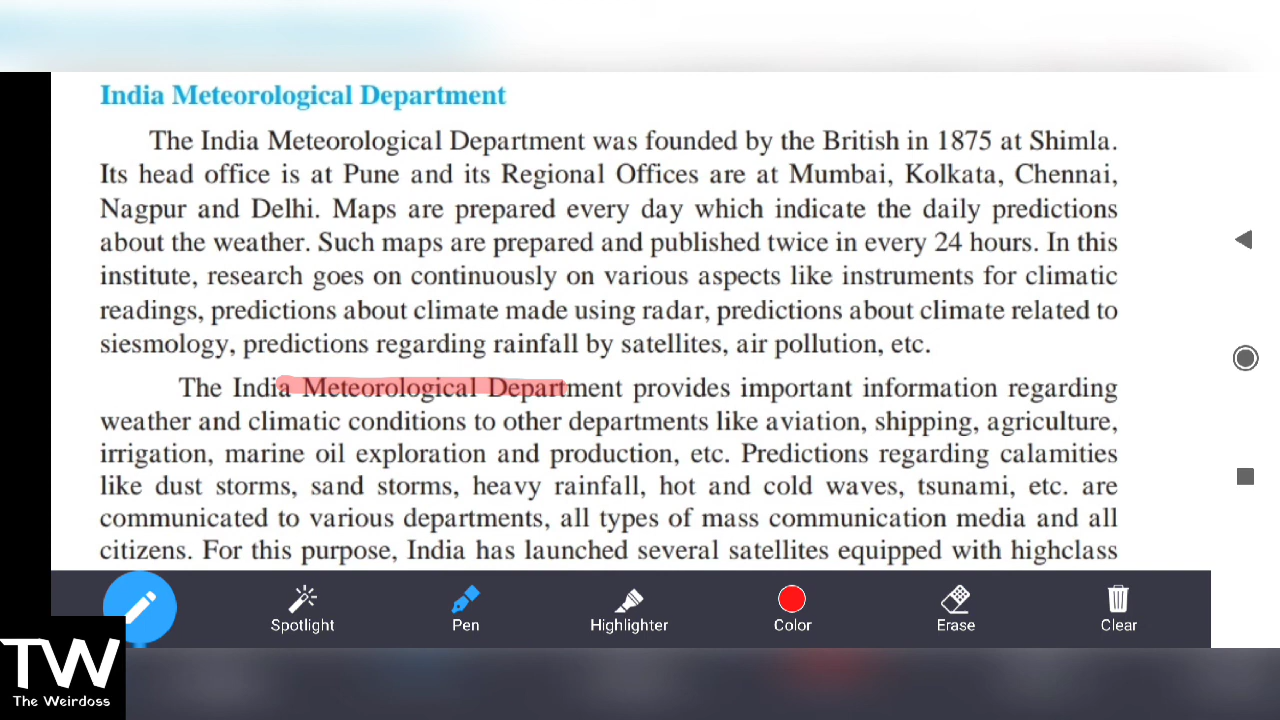 India Meteorological Department
The India Meteorological Department was founded by the British in 1875 at Shimla.
Its head office is at Pune and its Regional Offices are at Mumbai, Kolkata, Chennai,
Nagpur and Delhi. Maps are prepared every day which indicate the daily predictions
about the weather. Such maps are prepared and published twice in every 24 hours. In this
institute, research goes on continuously on various aspects like instruments for climatic
readings, predictions about climate made using radar, predictions about climate related to
siesmology, predictions regarding rainfall by satellites, air pollution, etc.
The India Meteorological Department provides important information regarding
weather and climatic conditions to other departments like aviation, shipping, agriculture,
irrigation, marine oil exploration and production, etc. Predictions regarding calamities
like dust storms, sand storms, heavy rainfall, hot and cold waves, tsunami, etc. are
communicated to various departments, all types of mass communication media and all
citizens. For this purpose, India has launched several satellites equipped with highclass
Spotlight Pen Highlighter Color Erase Clear
TW
The Weirdoss